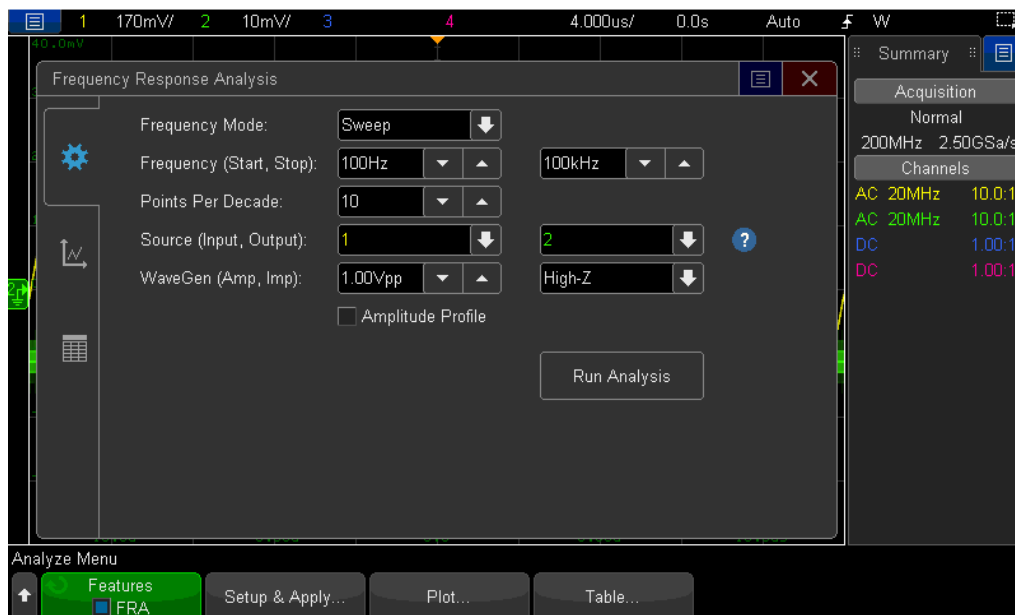 1 170mV/ 2 10mV/ 3 4 4.000us/ 0.0s Auto W
40.0mV
Summary
Frequency Response Analysis
Acquisition
Normal
200MHz 2.50GSa/s
Channels
AC 20MHz 10.0:1
AC 20MHz 10.0:1
DC 1.00:1
DC 1.00:1
Frequency Mode: Sweep
Frequency (Start, Stop): 100Hz 100kHz
Points Per Decade: 10
Source (Input, Output): 1 2 ?
WaveGen (Amp, Imp): 1.00Vpp High-Z
Amplitude Profile
Run Analysis
2
Analyze Menu
Features
FRA
Setup & Apply...
Plot...
Table...